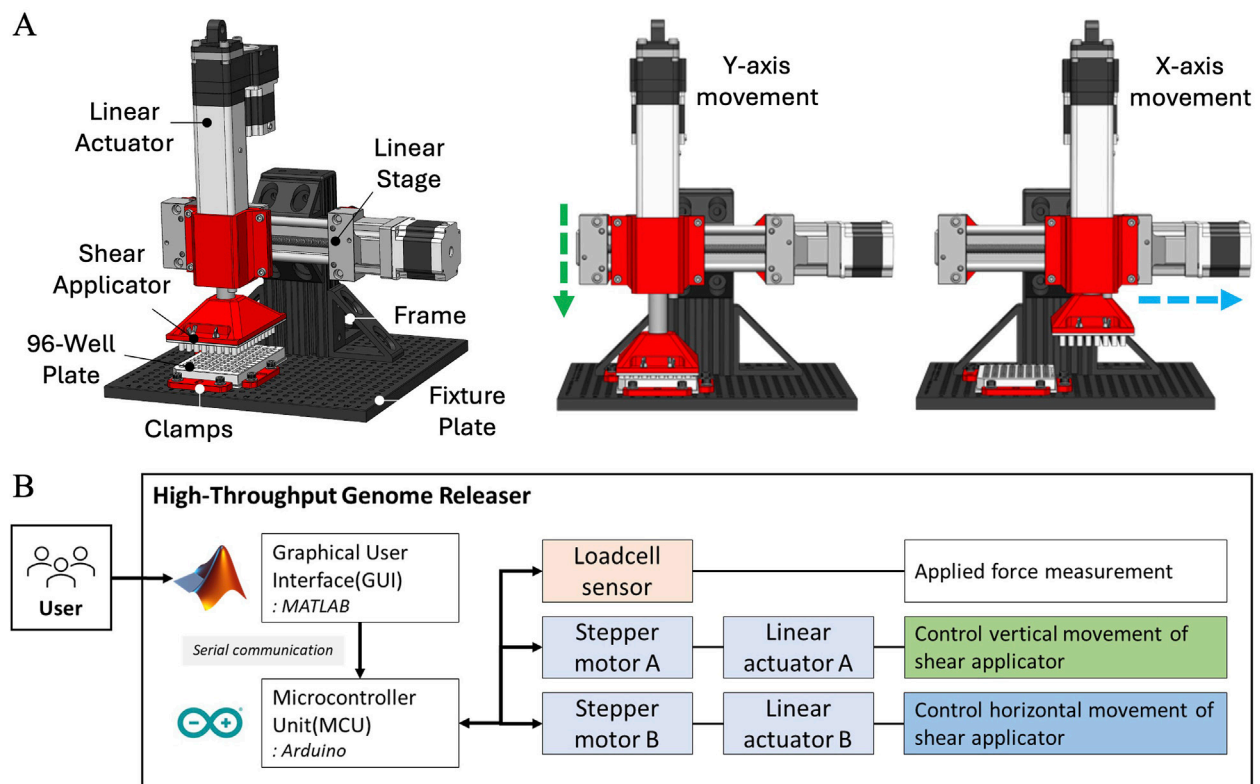 A
Linear
Actuator
Linear
Stage
Shear
Applicator
96-Well
Plate
Frame
Clamps
Fixture
Plate
Y-axis
movement
X-axis
movement
B
High-Throughput Genome Releaser
User
Graphical User
Interface(GUI)
: MATLAB
Serial communication
Microcontroller
Unit(MCU)
: Arduino
Loadcell
sensor
Applied force measurement
Stepper
motor A
Linear
actuator A
Control vertical movement of
shear applicator
Stepper
motor B
Linear
actuator B
Control horizontal movement of
shear applicator